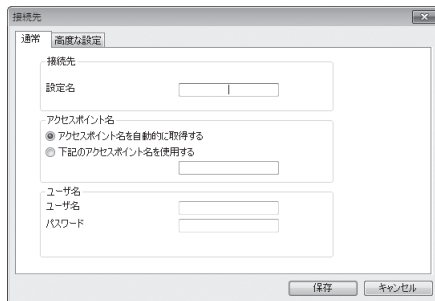 接続先
通常 高度な設定
接続先
設定名
アクセスポイント名
アクセスポイント名を自動的に取得する
下記のアクセスポイント名を使用する
ユーザ名
ユーザ名
パスワード
保存 キャンセル